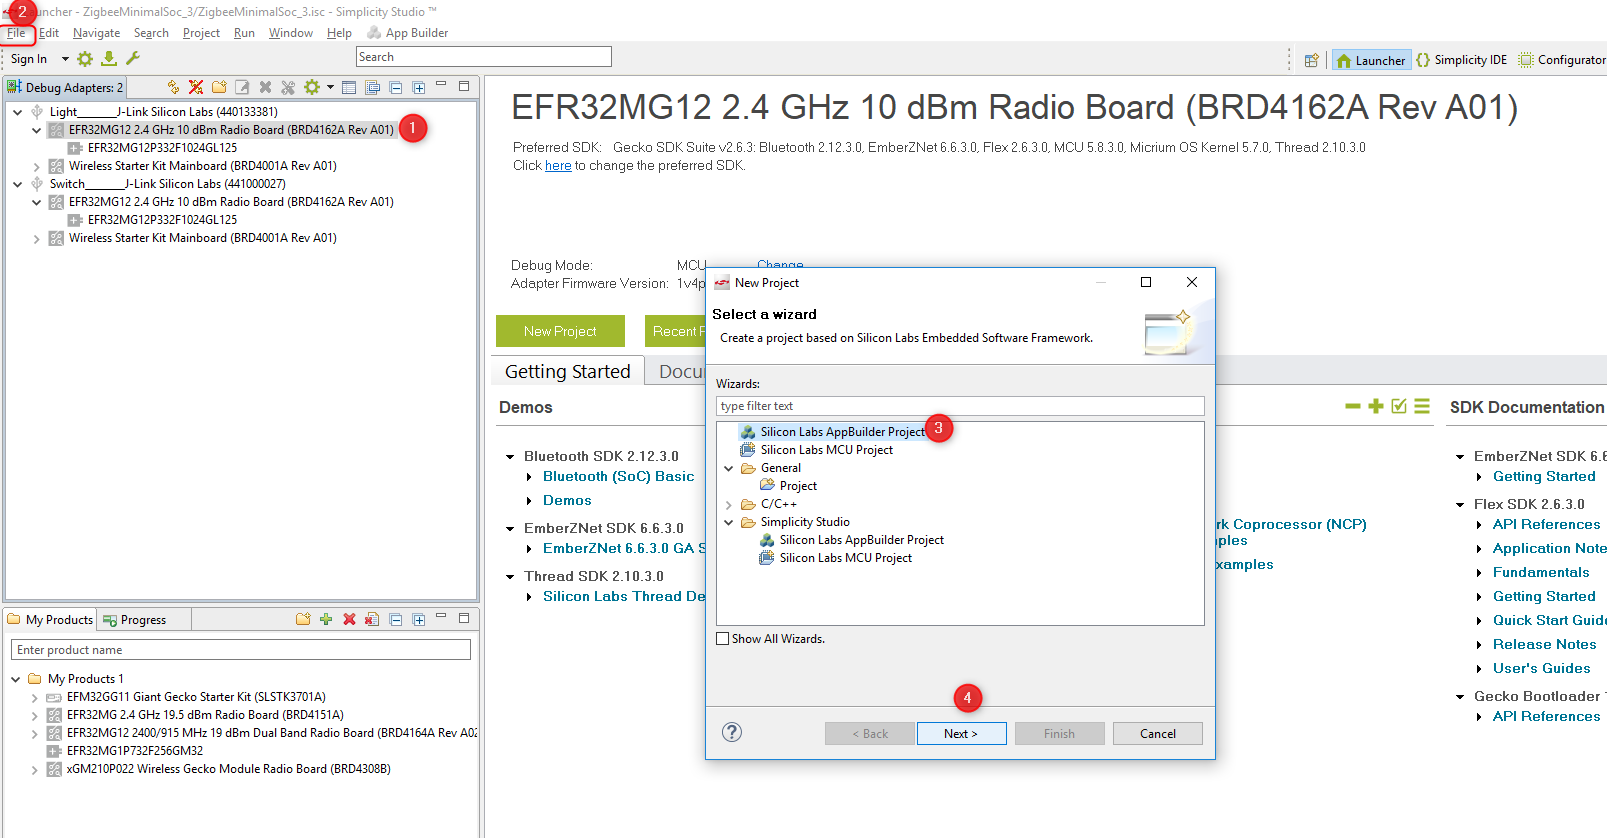 2
Launcher - ZigbeeMinimalSoc_3/ZigbeeMinimalSoc_3.isc - Simplicity Studio ™
File Edit Navigate Search Project Run Window Help App Builder
Sign In
Search
Launcher Simplicity IDE Configurator
Debug Adapters: 2
Light______J-Link Silicon Labs (440133381)
EFR32MG12 2.4 GHz 10 dBm Radio Board (BRD4162A Rev A01) 1
EFR32MG12P332F1024GL125
Wireless Starter Kit Mainboard (BRD4001A Rev A01)
Switch______J-Link Silicon Labs (441000027)
EFR32MG12 2.4 GHz 10 dBm Radio Board (BRD4162A Rev A01)
EFR32MG12P332F1024GL125
Wireless Starter Kit Mainboard (BRD4001A Rev A01)
EFR32MG12 2.4 GHz 10 dBm Radio Board (BRD4162A Rev A01)
Preferred SDK: Gecko SDK Suite v2.6.3: Bluetooth 2.12.3.0, EmberZNet 6.6.3.0, Flex 2.6.3.0, MCU 5.8.3.0, Micrium OS Kernel 5.7.0, Thread 2.10.3.0
Click here to change the preferred SDK.
Debug Mode: MCU Change
Adapter Firmware Version: 1v4p
New Project
Recent P
Getting Started
Docu
Demos
Bluetooth SDK 2.12.3.0
Bluetooth (SoC) Basic
Demos
EmberZNet SDK 6.6.3.0
EmberZNet 6.6.3.0 GA S
Thread SDK 2.10.3.0
Silicon Labs Thread De
New Project
Select a wizard
Create a project based on Silicon Labs Embedded Software Framework.
Wizards:
type filter text
Silicon Labs AppBuilder Project 3
Silicon Labs MCU Project
General
Project
C/C++
Simplicity Studio
Silicon Labs AppBuilder Project
Silicon Labs MCU Project
Show All Wizards.
4
? < Back Next > Finish Cancel
rk Coprocessor (NCP)
ples
xamples
SDK Documentation
EmberZNet SDK 6.6
Getting Started
Flex SDK 2.6.3.0
API References
Application Note
Fundamentals
Getting Started
Quick Start Guide
Release Notes
User's Guides
Gecko Bootloader
API References
My Products Progress
Enter product name
My Products 1
EFM32GG11 Giant Gecko Starter Kit (SLSTK3701A)
EFR32MG 2.4 GHz 19.5 dBm Radio Board (BRD4151A)
EFR32MG12 2400/915 MHz 19 dBm Dual Band Radio Board (BRD4164A Rev A02
EFR32MG1P732F256GM32
xGM210P022 Wireless Gecko Module Radio Board (BRD4308B)